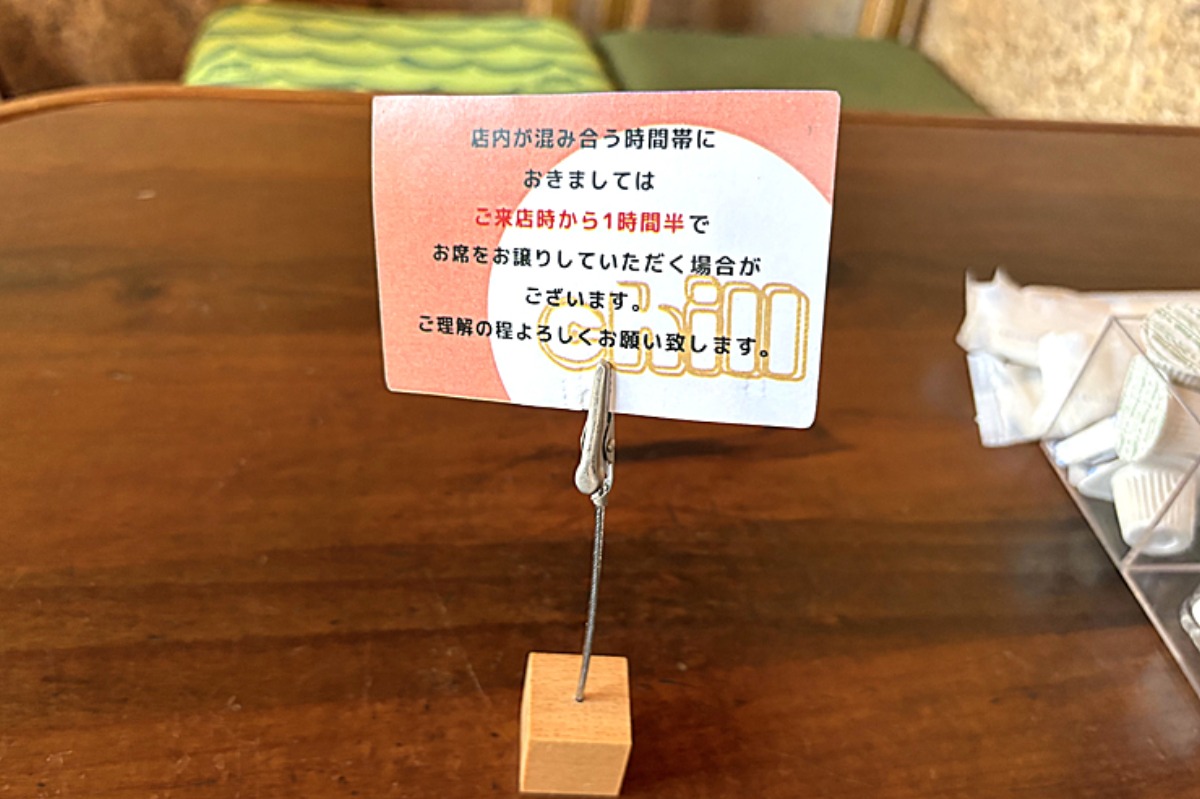 店内が混み合う時間帯に
おきましては
ご来店時から1時間半で
お席をお譲りしていただく場合が
ございます。
ご理解の程よろしくお願い致します。
chill